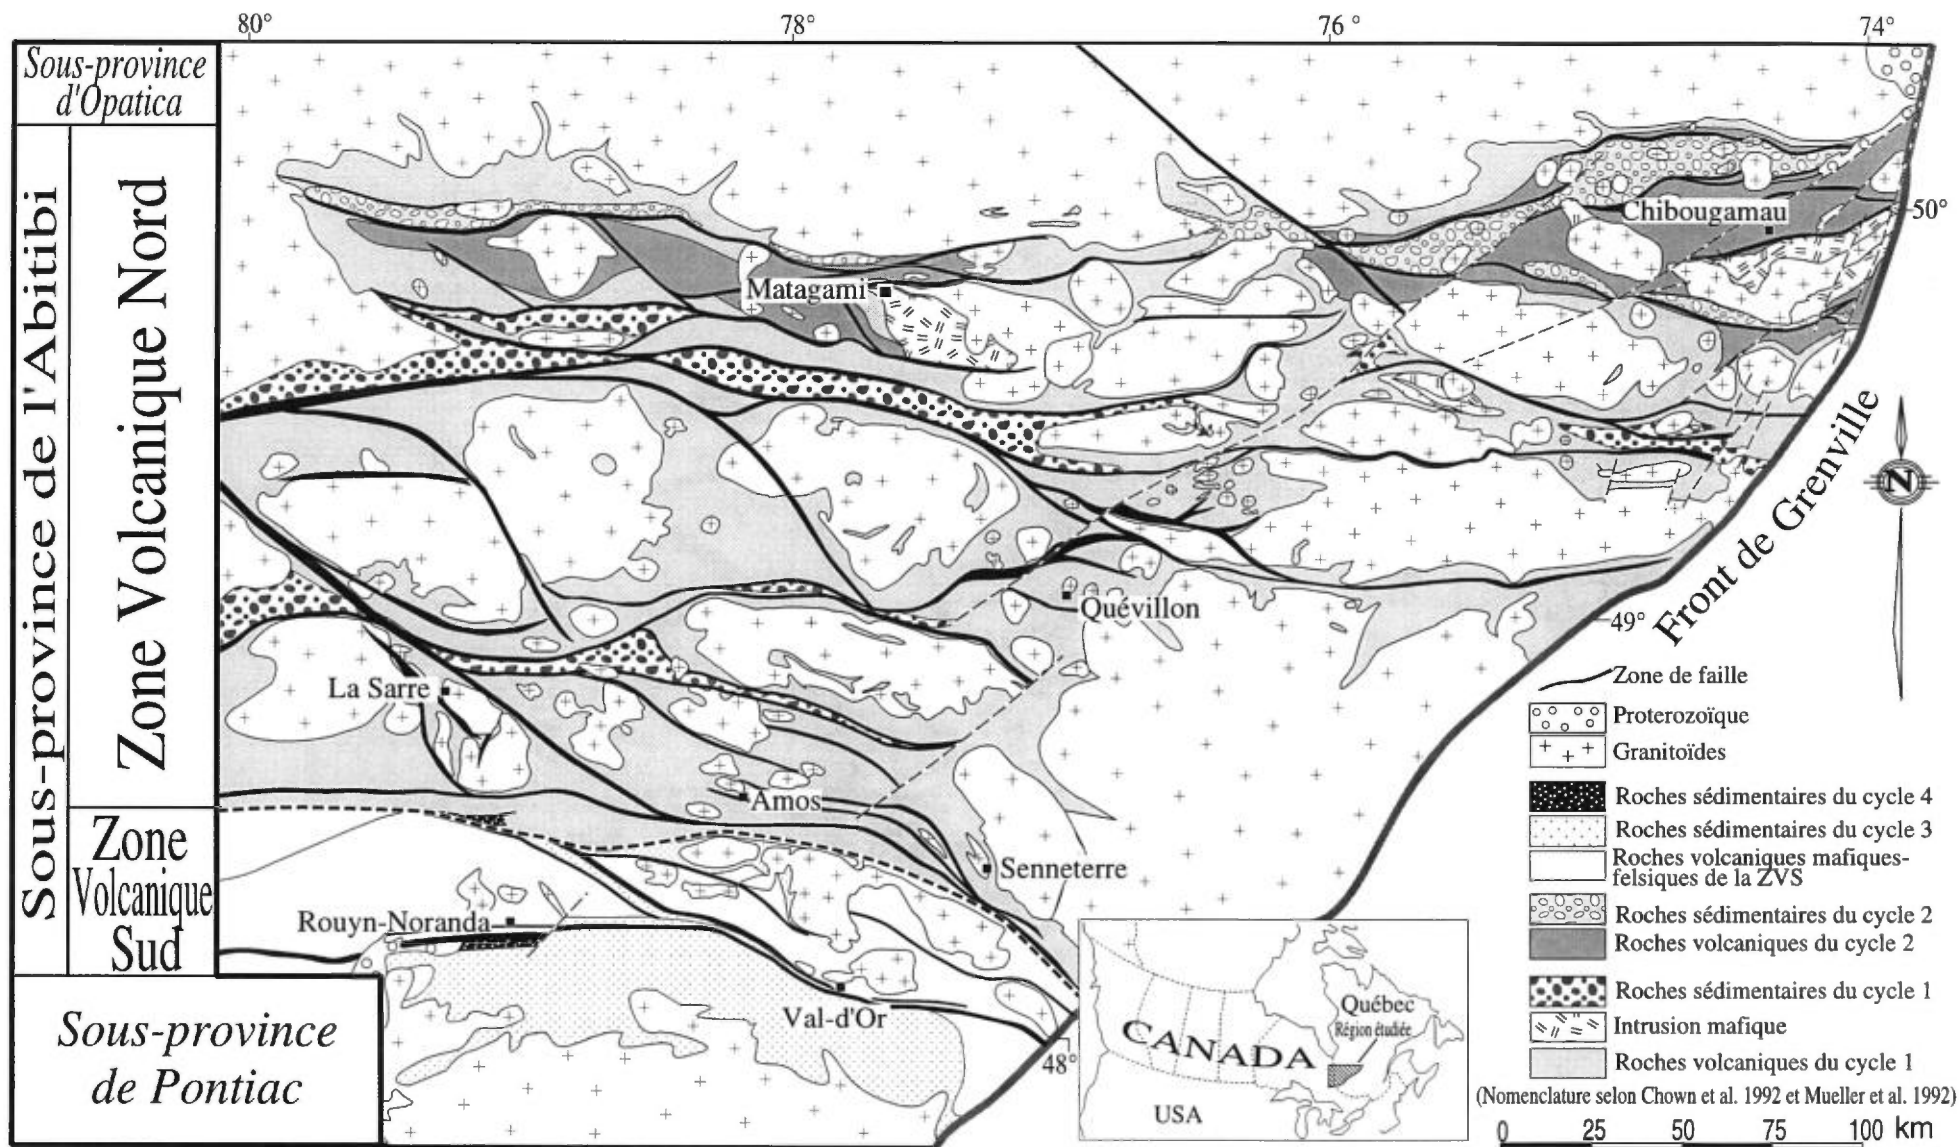 80°
78°
76 °
74°
Sous-province
d'Opatica
Sous-province de l'Abitibi
Zone Volcanique Nord
Zone
Volcanique
Sud
Sous-province
de Pontiac
Chibougamau
50°
Matagami
Quévillon
49°
Front de Grenville
N
La Sarre
Amos
Senneterre
Rouyn-Noranda
Val-d'Or
48°
Zone de faille
Proterozoïque
Granitoïdes
Roches sédimentaires du cycle 4
Roches sédimentaires du cycle 3
Roches volcaniques mafiques-
felsiques de la ZVS
Roches sédimentaires du cycle 2
Roches volcaniques du cycle 2
Roches sédimentaires du cycle 1
Intrusion mafique
Roches volcaniques du cycle 1
(Nomenclature selon Chown et al. 1992 et Mueller et al. 1992)
0 25 50 75 100 km
Québec
Région étudiée
CANADA
USA